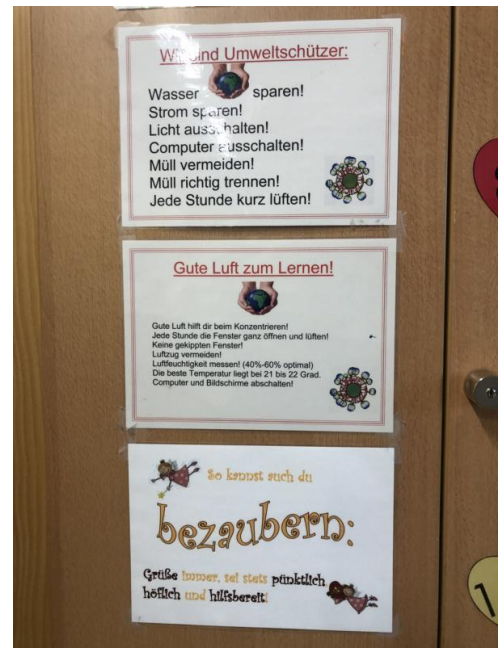 Wir sind Umweltschützer:
Wasser sparen!
Strom sparen!
Licht ausschalten!
Computer ausschalten!
Müll vermeiden!
Müll richtig trennen!
Jede Stunde kurz lüften!
Gute Luft zum Lernen!
Gute Luft hilft dir beim Konzentrieren!
Jede Stunde die Fenster ganz öffnen und lüften!
Keine gekippten Fenster!
Luftzug vermeiden!
Luftfeuchtigkeit messen! (40%-60% optimal)
Die beste Temperatur liegt bei 21 bis 22 Grad.
Computer und Bildschirme abschalten!
So kannst auch du
bezaubern:
Grüße immer, sei stets pünktlich
höflich und hilfsbereit!
1